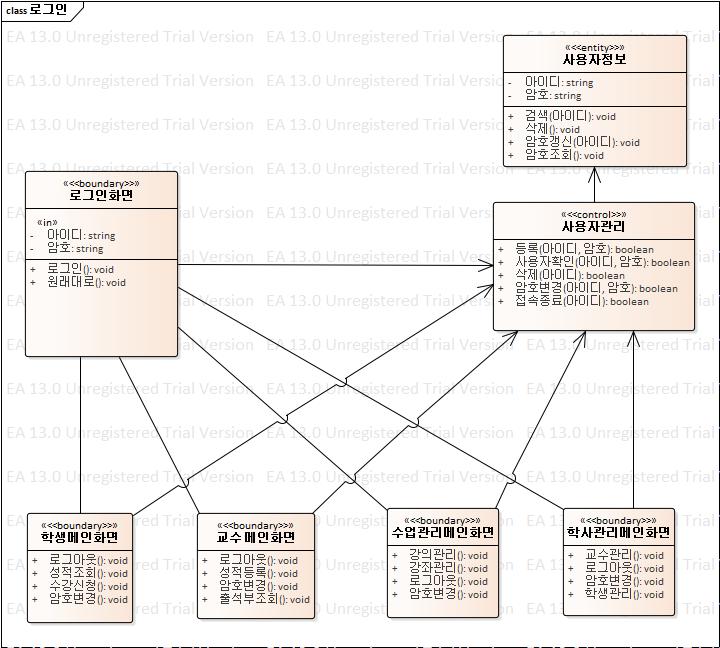 class 로그인
EA 13.0 Unregistered Trial Version
«<<entity>>»
사용자정보
- 아이디: string
- 암호: string
+ 검색(아이디): void
+ 삭제(): void
+ 암호갱신(아이디): void
+ 암호조회(): void
«<<boundary>>»
로그인화면
«in»
- 아이디: string
- 암호: string
+ 로그인(): void
+ 원래대로(): void
«<<control>>»
사용자관리
+ 등록(아이디, 암호): boolean
+ 사용자확인(아이디, 암호): boolean
+ 삭제(아이디): boolean
+ 암호변경(아이디, 암호): boolean
+ 접속종료(아이디): boolean
«<<boundary>>»
학생메인화면
+ 로그아웃(): void
+ 성적조회(): void
+ 수강신청(): void
+ 암호변경(): void
«<<boundary>>»
교수메인화면
+ 로그아웃(): void
+ 성적등록(): void
+ 암호변경(): void
+ 출석부조회(): void
«<<boundary>>»
수업관리메인화면
+ 강의관리(): void
+ 강좌관리(): void
+ 로그아웃(): void
+ 암호변경(): void
«<<boundary>>»
학사관리메인화면
+ 교수관리(): void
+ 로그아웃(): void
+ 암호변경(): void
+ 학생관리(): void